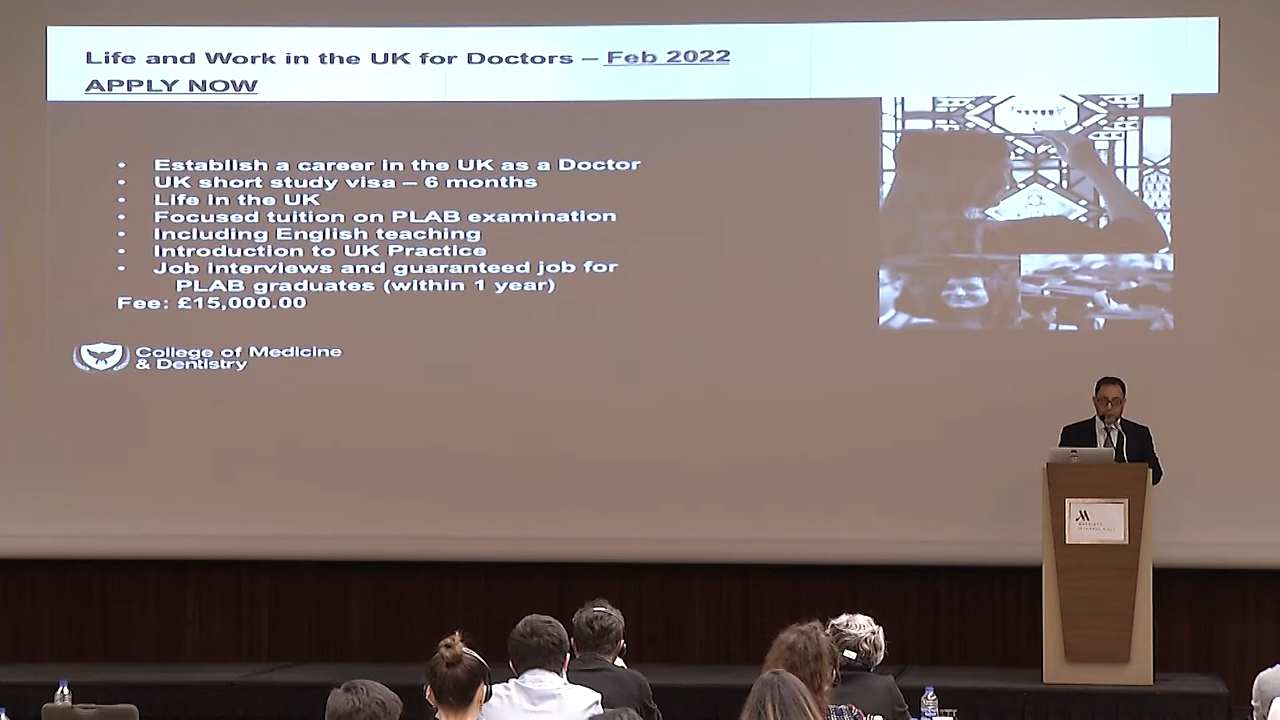 Life and Work in the UK for Doctors – Feb 2022
APPLY NOW
• Establish a career in the UK as a Doctor
• UK short study visa – 6 months
• Life in the UK
• Focused tuition on PLAB examination
• Including English teaching
• Introduction to UK Practice
• Job interviews and guaranteed job for
PLAB graduates (within 1 year)
Fee: £15,000.00
College of Medicine
& Dentistry
MARRIOTT